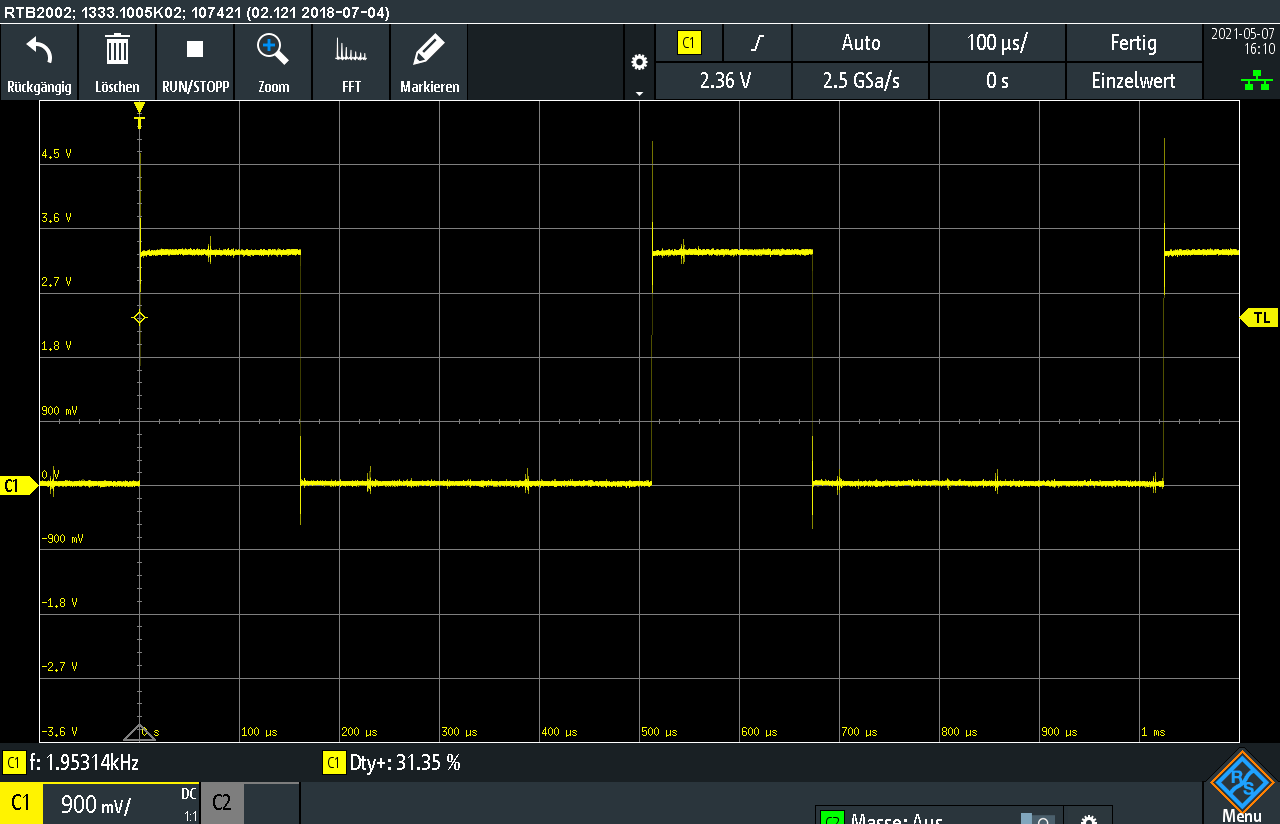 RTB2002; 1333.1005K02; 107421 (02.121 2018-07-04)
Rückgängig Löschen RUN/STOPP Zoom FFT Markieren
C1 Auto 100 µs/ Fertig
2.36 V 2.5 GSa/s 0 s Einzelwert
2021-05-07
16:10
T
4.5 V
3.6 V
2.7 V
TL
1.8 V
900 mV
0 V
C1
-900 mV
-1.8 V
-2.7 V
-3.6 V
0 s 100 µs 200 µs 300 µs 400 µs 500 µs 600 µs 700 µs 800 µs 900 µs 1 ms
C1 f: 1.95314kHz C1 Dty+: 31.35 %
C1 900 mV/ DC 1:1 C2
Masse: Aus
R S
Menu